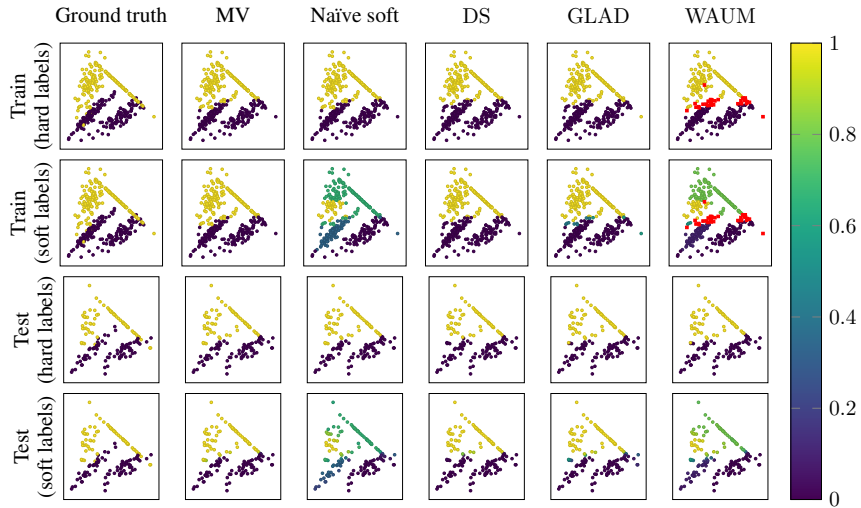 Ground truth MV Naïve soft DS GLAD WAUM
Train
(hard labels)
Train
(soft labels)
Test
(hard labels)
Test
(soft labels)
1
0.8
0.6
0.4
0.2
0